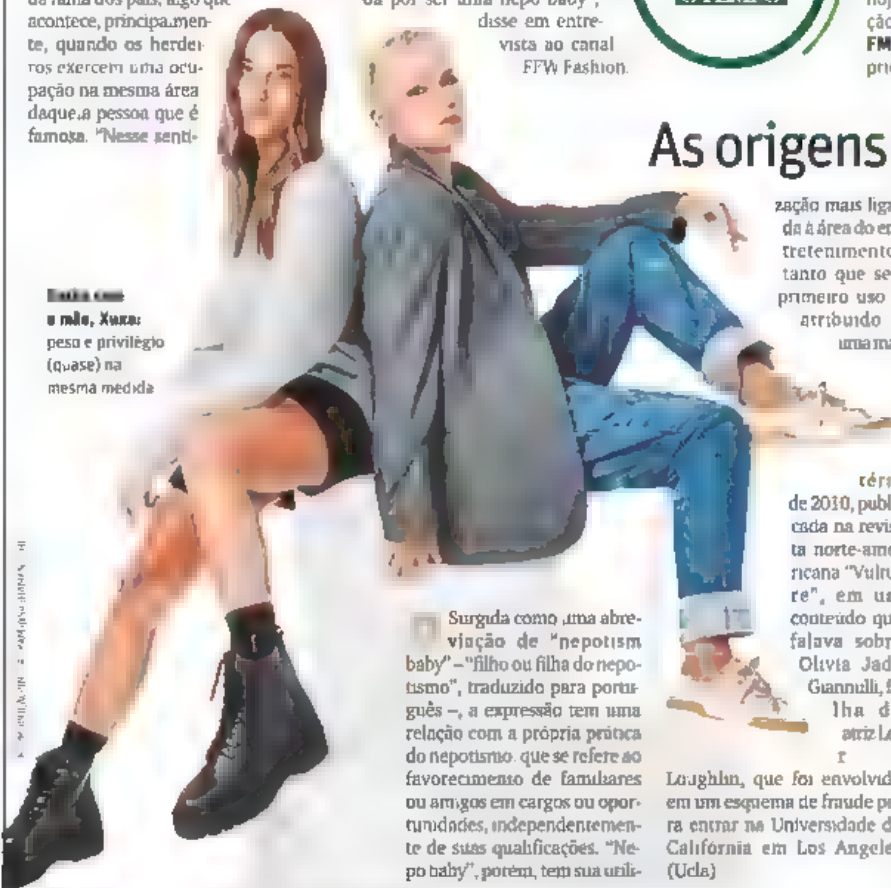 da fama dos pais, algo que
acontece, principalmen-
te, quando os herdei-
ros exercem uma ocu-
pação na mesma área
daquela pessoa que é
famosa. "Nesse senti-
da por ser uma nepo baby",
disse em entre-
vista ao canal
FFW Fashion.
As origens
zação mais liga
da à área do en
tretenimento
tanto que se
primeiro uso
atribuído
uma ma
a mãe, Xuxa:
peso e privilégio
(quase) na
mesma medida
Surgida como uma abre-
viação de "nepotism
baby" – "filho ou filha do nepo-
tismo", traduzido para portu-
guês –, a expressão tem uma
relação com a própria prática
do nepotismo, que se refere ao
favorecimento de familiares
ou amigos em cargos ou opor-
tunidades, independentemen-
te de suas qualificações. "Ne-
po baby", porém, tem sua utili-
téri
de 2010, publ
cada na revis
ta norte-ame
ricana "Vultu
re", em um
conteúdo qu
falava sobr
Olivia Jad
Giannulli, f
lha d
atriz Lo
r
Loughlin, que foi envolvid
em um esquema de fraude pa
ra entrar na Universidade d
Califórnia em Los Angele
(Ucla)